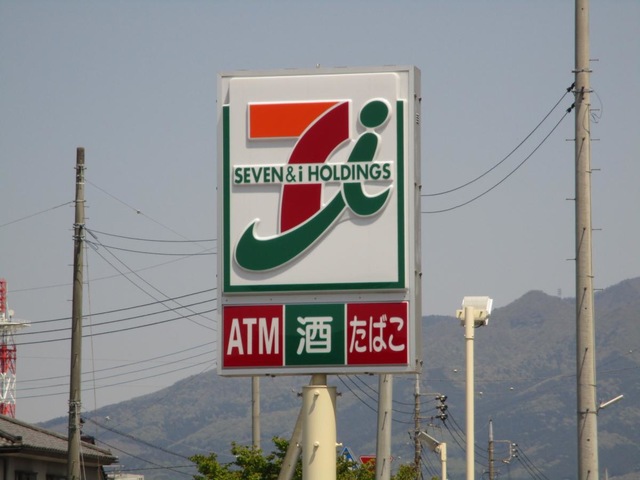 SEVEN & i HOLDINGS
ATM 酒 たばこ